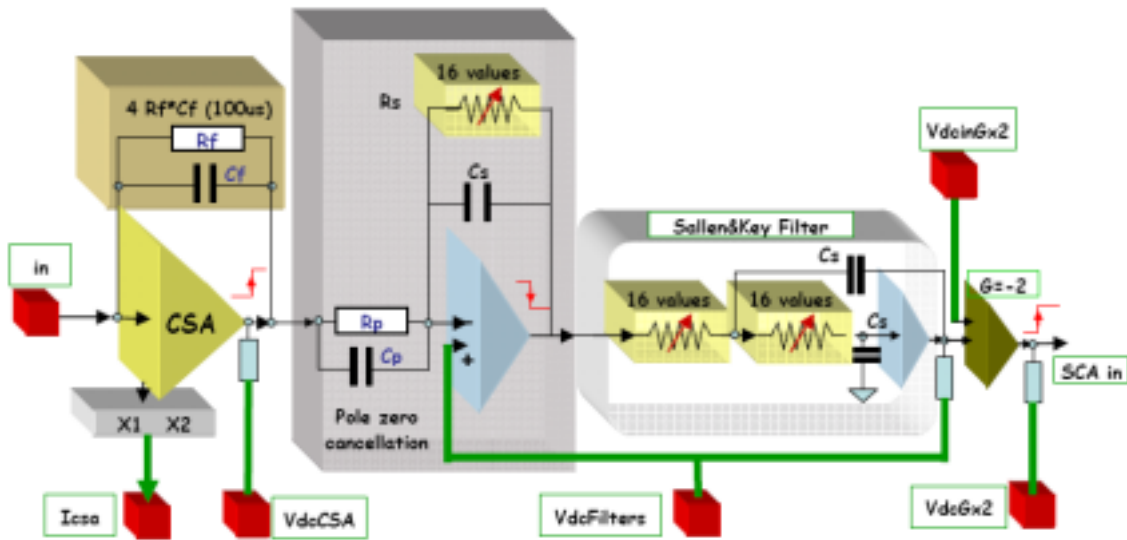 16 values
4 Rf*Cf (100us)
Rs
Rf
VdcinGx2
Cf
Cs
Sallen&Key Filter
in
Cs
16 values
16 values
G=-2
CSA
Rp
Cs
+
Cp
SCA in
X1 X2
Pole zero
cancellation
Icsa
VdcCSA
VdcFilters
VdcGx2